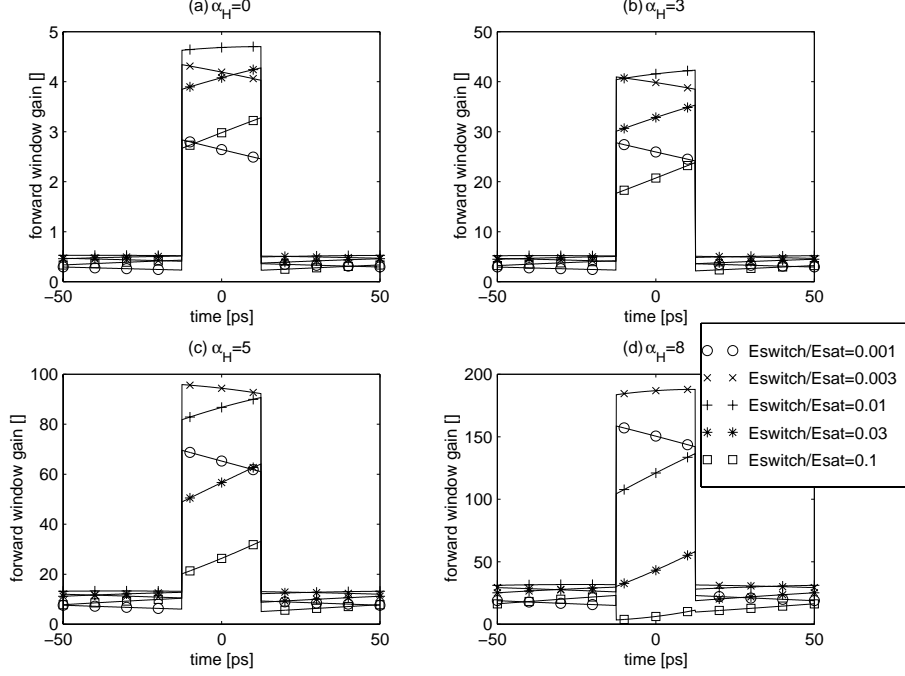 (a) α_H=0
forward window gain []
5
4
3
2
1
0
−50
0
50
time [ps]
(b) α_H=3
forward window gain []
50
40
30
20
10
0
−50
0
50
time [ps]
(c) α_H=5
forward window gain []
100
80
60
40
20
0
−50
0
50
time [ps]
(d) α_H=8
forward window gain []
200
150
100
50
0
−50
0
50
time [ps]
Eswitch/Esat=0.001
Eswitch/Esat=0.003
Eswitch/Esat=0.01
Eswitch/Esat=0.03
Eswitch/Esat=0.1